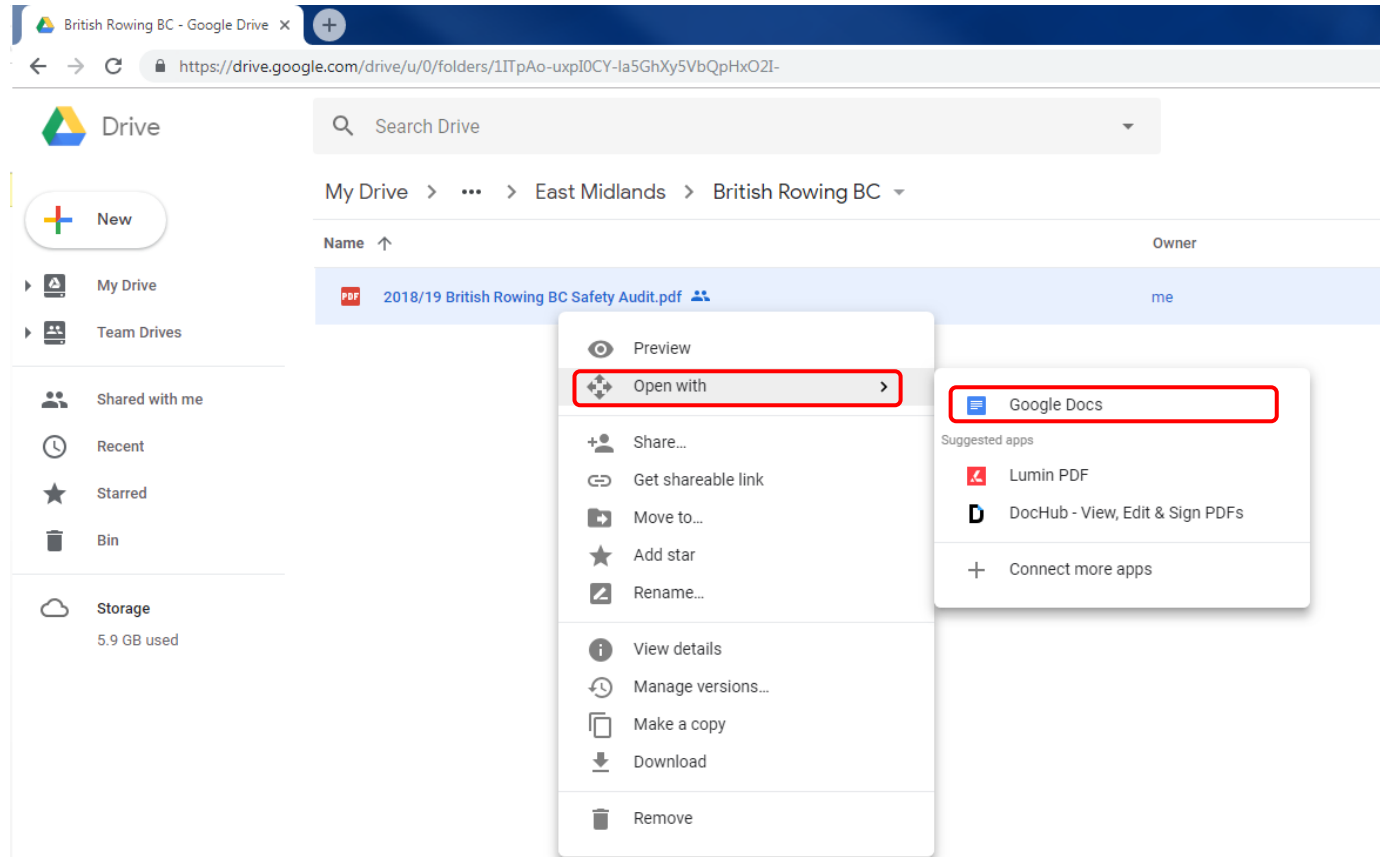 British Rowing BC - Google Drive
https://drive.google.com/drive/u/0/folders/1ITpAo-uxpI0CY-Ia5GhXy5VbQpHxO2I-
Drive
Search Drive
My Drive > ••• > East Midlands > British Rowing BC
New
Name
Owner
My Drive
PDF 2018/19 British Rowing BC Safety Audit.pdf me
Team Drives
Shared with me
Recent
Starred
Bin
Storage
5.9 GB used
Preview
Open with
Share...
Get shareable link
Move to...
Add star
Rename...
View details
Manage versions...
Make a copy
Download
Remove
Google Docs
Suggested apps
Lumin PDF
DocHub - View, Edit & Sign PDFs
Connect more apps